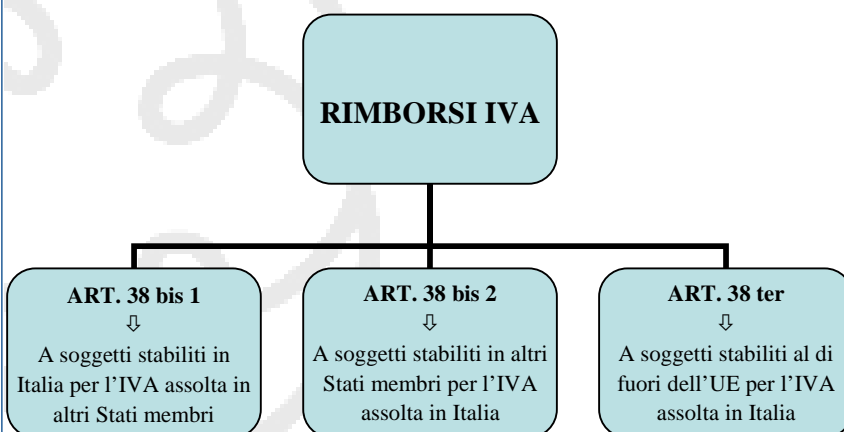 RIMBORSI IVA
ART. 38 bis 1
⇩
A soggetti stabiliti in
Italia per l’IVA assolta in
altri Stati membri
ART. 38 bis 2
⇩
A soggetti stabiliti in altri
Stati membri per l’IVA
assolta in Italia
ART. 38 ter
⇩
A soggetti stabiliti al di
fuori dell’UE per l’IVA
assolta in Italia